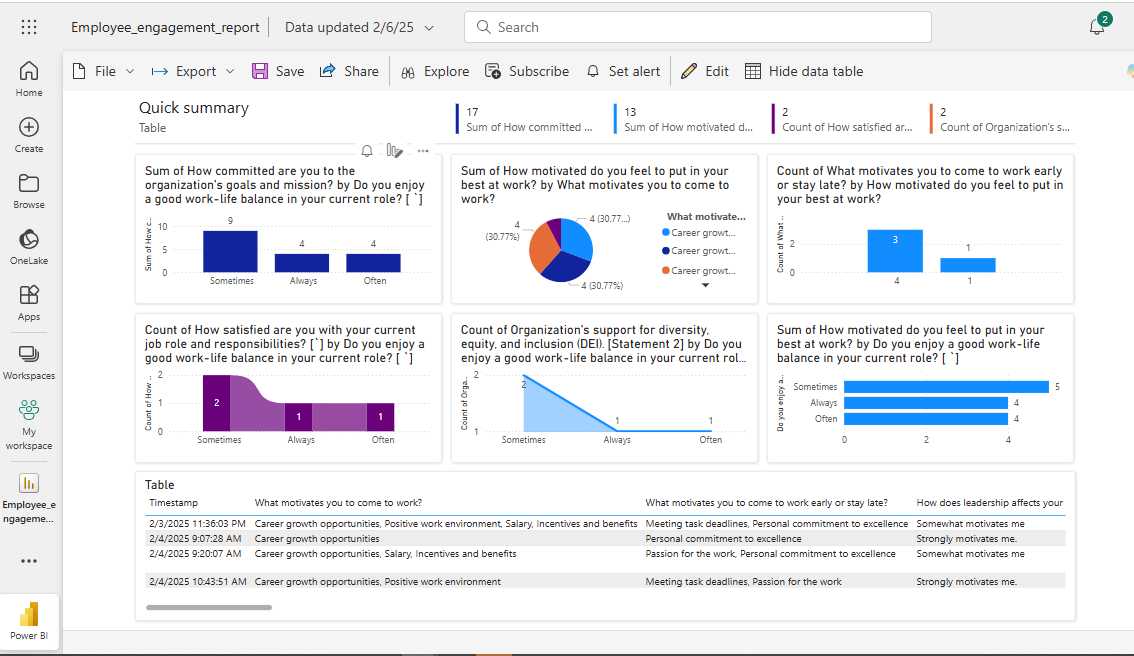 Employee_engagement_report
Data updated 2/6/25
Search
2
Home
Create
Browse
OneLake
Apps
Workspaces
My
workspace
Employee_e
ngageme...
Power BI
File
Export
Save
Share
Explore
Subscribe
Set alert
Edit
Hide data table
Quick summary
Table
17
Sum of How committed ...
13
Sum of How motivated d...
2
Count of How satisfied ar...
2
Count of Organization's s...
Sum of How committed are you to the
organization's goals and mission? by Do you enjoy
a good work-life balance in your current role? [ `]
Sum of How c...
10
5
0
9
4
4
Sometimes
Always
Often
Sum of How motivated do you feel to put in your
best at work? by What motivates you to come to
work?
4
(30.77%)
4 (30.77...)
4 (30.77%)
What motivate...
Career growt...
Career growt...
Career growt...
Count of What motivates you to come to work early
or stay late? by How motivated do you feel to put in
your best at work?
Count of What ...
2
0
3
1
4
1
Count of How satisfied are you with your current
job role and responsibilities? [`] by Do you enjoy a
good work-life balance in your current role? [ `]
Count of How ...
2
1
0
2
1
1
Sometimes
Always
Often
Count of Organization's support for diversity,
equity, and inclusion (DEI). [Statement 2] by Do you
enjoy a good work-life balance in your current rol...
Count of Orga...
2
1
2
1
1
Sometimes
Always
Often
Sum of How motivated do you feel to put in your
best at work? by Do you enjoy a good work-life
balance in your current role? [ `]
Do you enjoy a...
Sometimes
5
Always
4
Often
4
0
2
4
Table
Timestamp What motivates you to come to work? What motivates you to come to work early or stay late? How does leadership affects your
2/3/2025 11:36:03 PM Career growth opportunities, Positive work environment, Salary, Incentives and benefits Meeting task deadlines, Personal commitment to excellence Somewhat motivates me
2/4/2025 9:07:28 AM Career growth opportunities Personal commitment to excellence Strongly motivates me.
2/4/2025 9:20:07 AM Career growth opportunities, Salary, Incentives and benefits Passion for the work, Personal commitment to excellence Somewhat motivates me
2/4/2025 10:43:51 AM Career growth opportunities, Positive work environment Meeting task deadlines, Passion for the work Strongly motivates me.